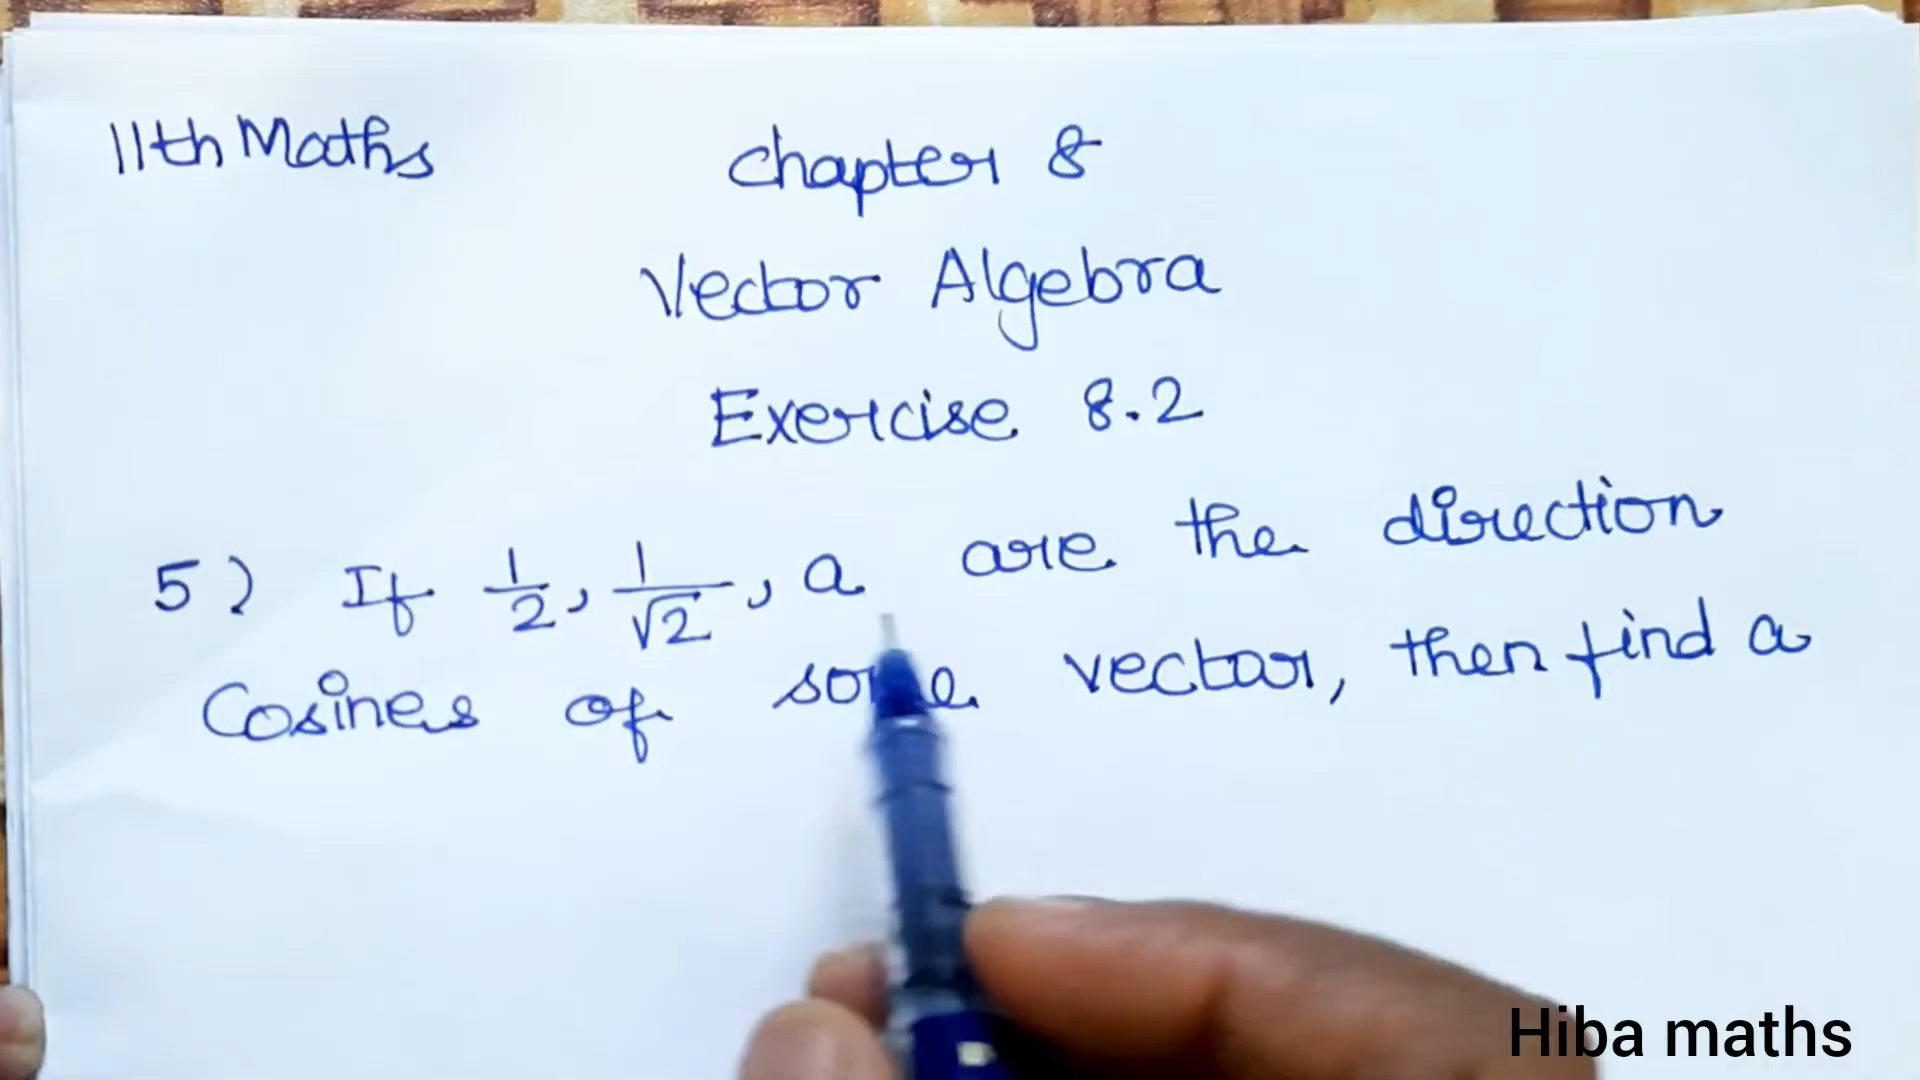 11th Maths
Chapter 8
Vector Algebra
Exercise 8.2
5) If 1/2, 1/√2, a are the direction
Cosines of some vector, then find a
Hiba maths